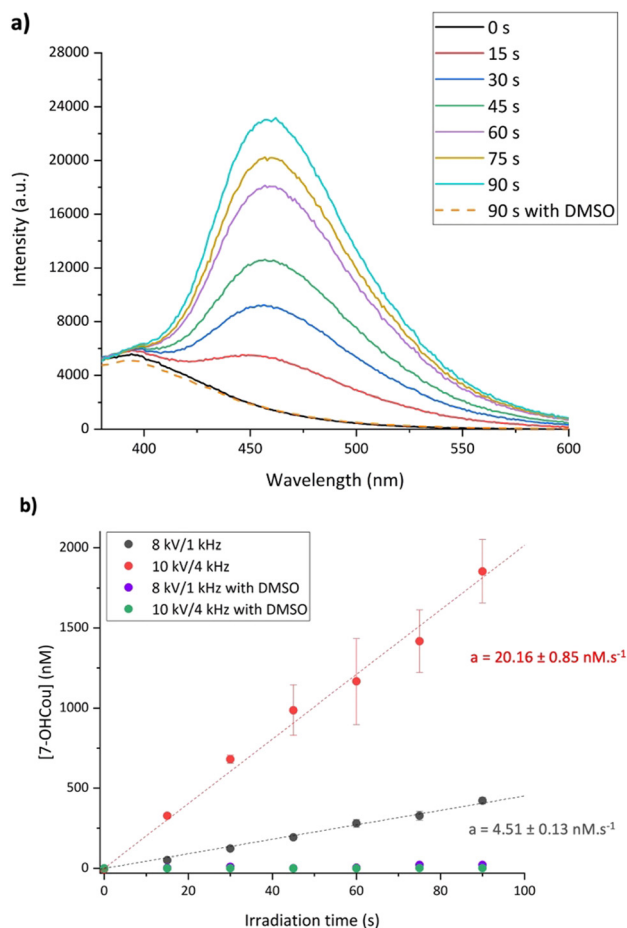 a)
0 s
15 s
30 s
45 s
60 s
75 s
90 s
90 s with DMSO
28000
24000
20000
16000
12000
8000
4000
0
Intensity (a.u.)
400 450 500 550 600
Wavelength (nm)
b)
8 kV/1 kHz
10 kV/4 kHz
8 kV/1 kHz with DMSO
10 kV/4 kHz with DMSO
2000
1500
1000
500
0
[7-OHCou] (nM)
a = 20.16 ± 0.85 nM.s⁻¹
a = 4.51 ± 0.13 nM.s⁻¹
0 20 40 60 80 100
Irradiation time (s)